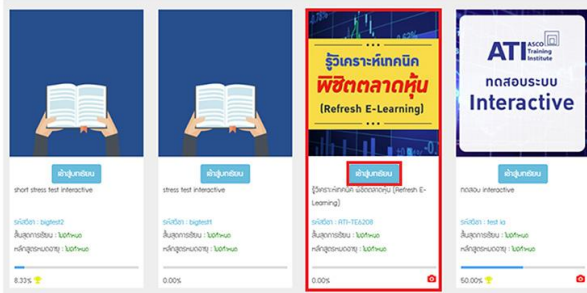 เข้าสู่บทเรียน
short stress test interactive
รหัสวิชา : bigtest2
สิ้นสุดการเรียน : ไม่กำหนด
หลักสูตรหมดอายุ : ไม่กำหนด
8.33%
เข้าสู่บทเรียน
stress test interactive
รหัสวิชา : bigtest1
สิ้นสุดการเรียน : ไม่กำหนด
หลักสูตรหมดอายุ : ไม่กำหนด
0.00%
รู้วิเคราะห์เทคนิค
พิชิตตลาดหุ้น
(Refresh E-Learning)
เข้าสู่บทเรียน
รู้วิเคราะห์เทคนิค พิชิตตลาดหุ้น (Refresh E-
Learning)
รหัสวิชา : RTI-TE6208
สิ้นสุดการเรียน : ไม่กำหนด
หลักสูตรหมดอายุ : ไม่กำหนด
0.00%
ATI ASCO Training Institute
ทดสอบระบบ
Interactive
เข้าสู่บทเรียน
ทดสอบ interactive
รหัสวิชา : test ia
สิ้นสุดการเรียน : ไม่กำหนด
หลักสูตรหมดอายุ : ไม่กำหนด
50.00%